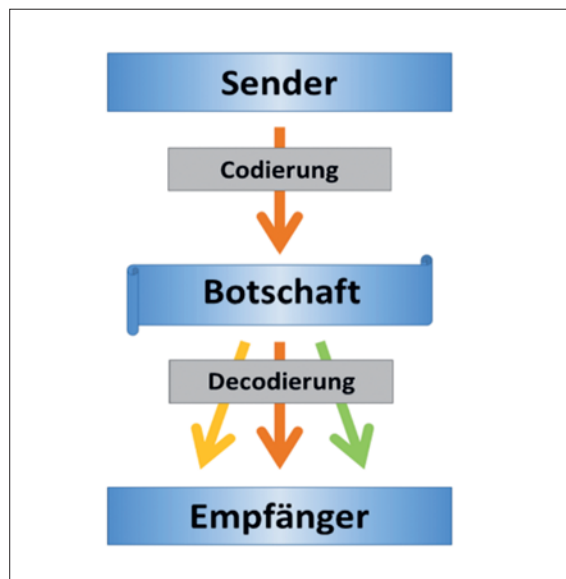 Sender
Codierung
Botschaft
Decodierung
Empfänger